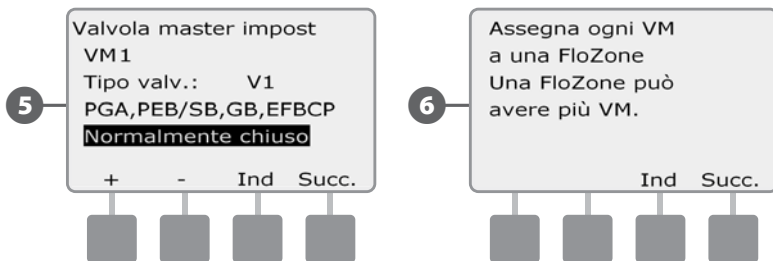 Valvola master impost
VM1
Tipo valv.: V1
PGA,PEB/SB,GB,EFBCP
Normalmente chiuso
+ - Ind Succ.
5
Assegna ogni VM
a una FloZone
Una FloZone può
avere più VM.
Ind Succ.
6